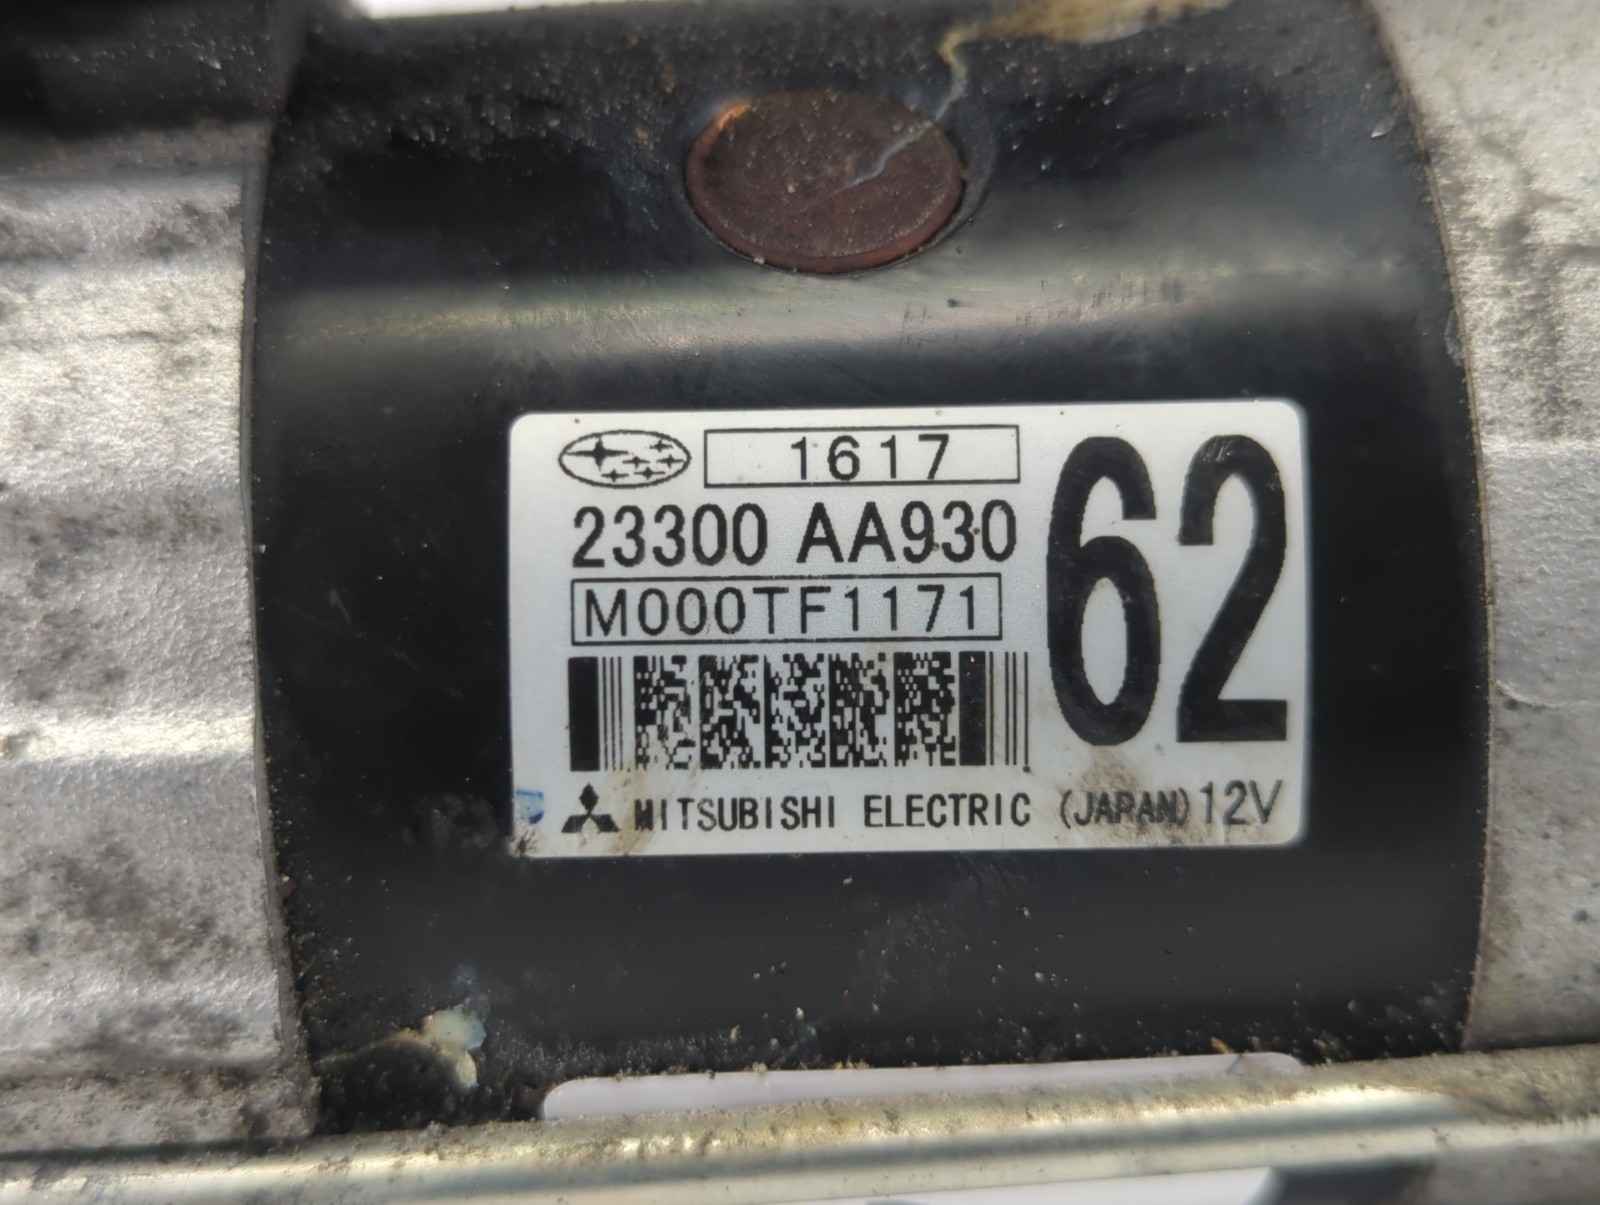 1617
62
23300 AA930
M000TF1171
MITSUBISHI ELECTRIC (JAPAN) 12V